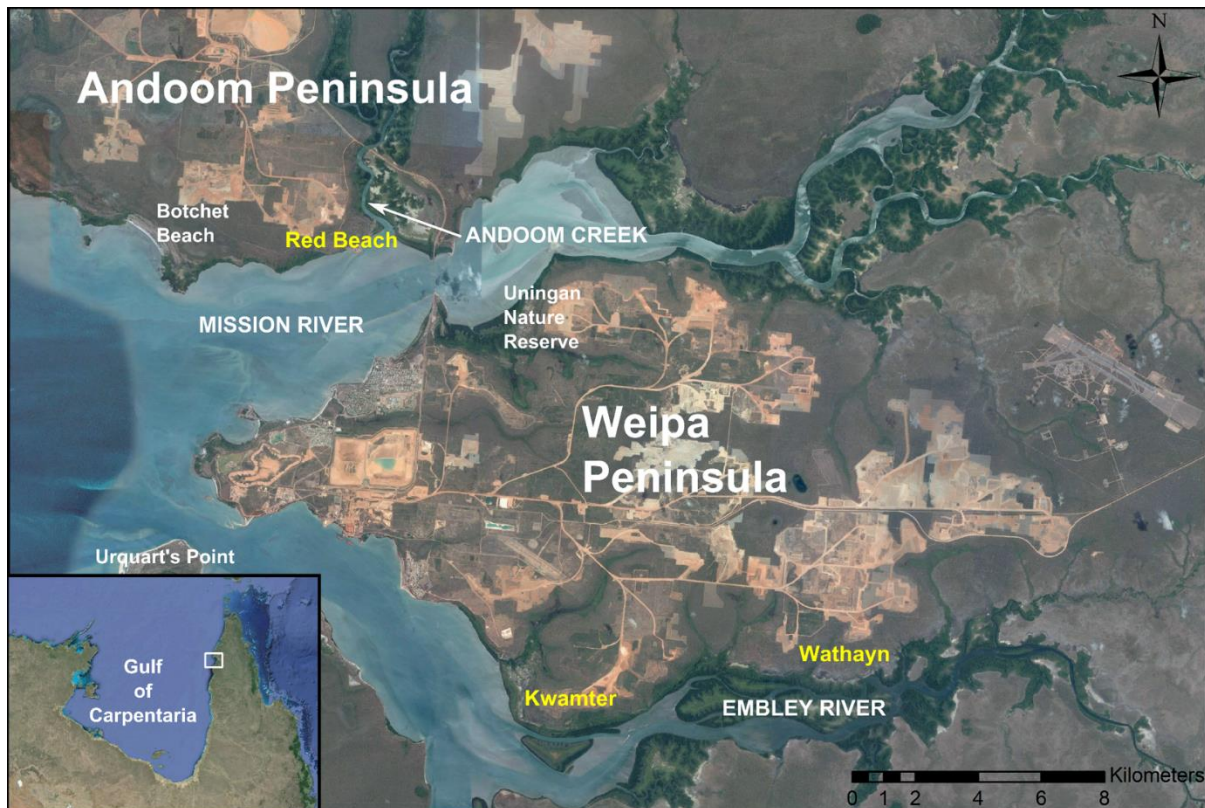 N
Andoom Peninsula
Botchet
Beach
Red Beach
ANDOOM CREEK
MISSION RIVER
Uningan
Nature
Reserve
Weipa
Peninsula
Urquart's Point
Gulf
of
Carpentaria
Wathayn
Kwamter
EMBLEY RIVER
Kilometers
0 1 2 4 6 8